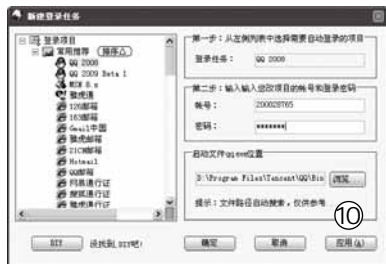 新建登录任务
登录项目
常用推荐 (排序△)
QQ 2008
QQ 2009 Beta 1
MSN 8.x
雅虎通
126邮箱
163邮箱
Gmail中国
雅虎邮箱
21CN邮箱
Hotmail
QQ邮箱
网易通行证
搜狐通行证
雅虎通行证
第一步：从左侧列表中选择需要自动登录的项目
登录任务： QQ 2008
第二步：输入输入您改项目的帐号和登录密码
帐号： 200028765
密码： *******
启动文件qq.exe位置
D:\Program Files\Tencent\QQ\Bin 浏览...
提示：文件路径自动搜索，仅供参考
⑩
DIY 没找到,DIY吧! 确定 取消 应用(A)